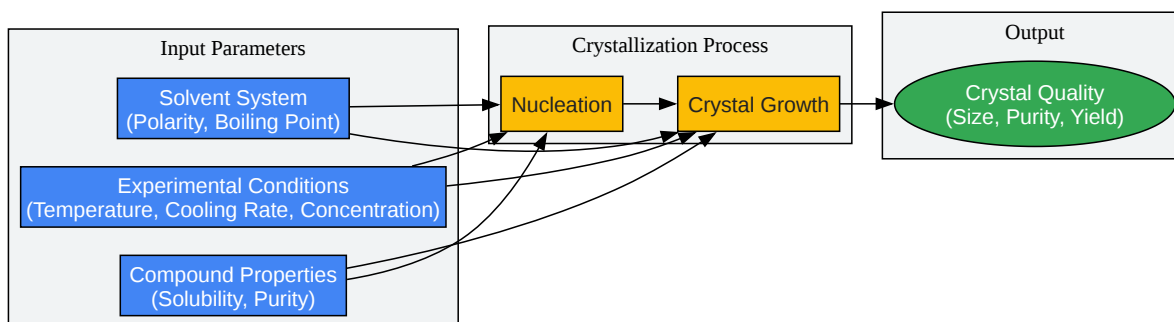 Input Parameters
Solvent System
(Polarity, Boiling Point)
Experimental Conditions
(Temperature, Cooling Rate, Concentration)
Compound Properties
(Solubility, Purity)
Crystallization Process
Nucleation
Crystal Growth
Output
Crystal Quality
(Size, Purity, Yield)